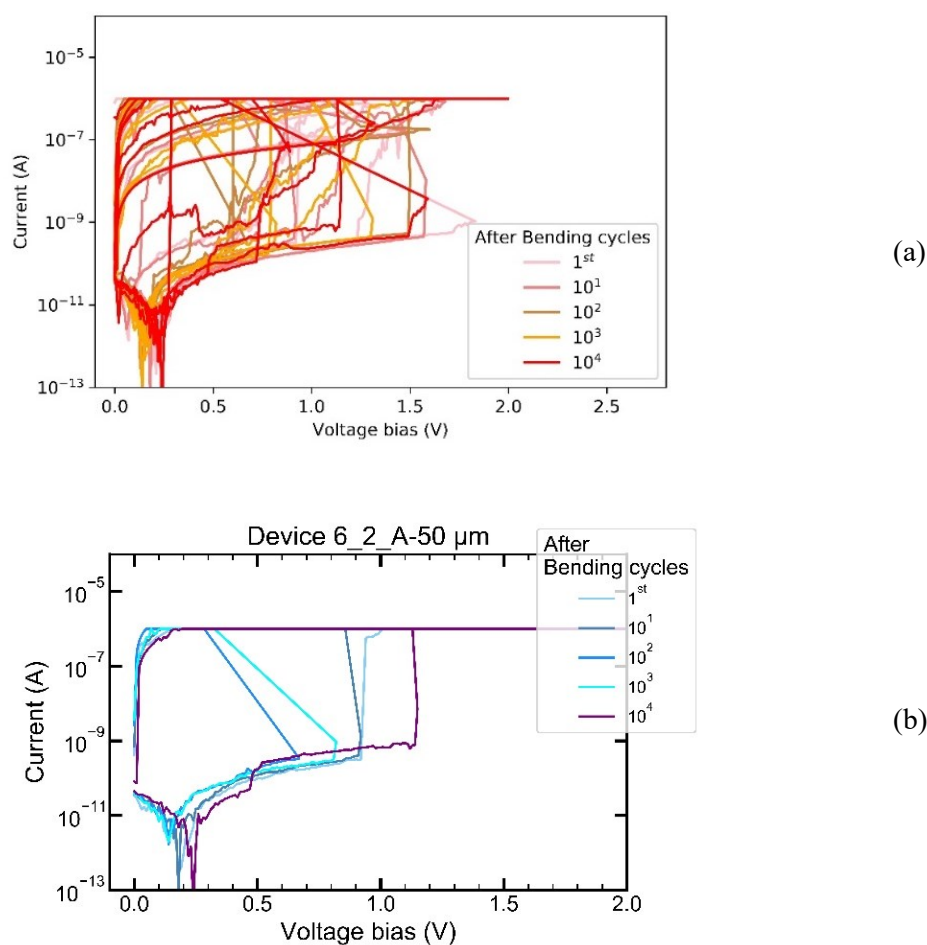 10⁻⁵
10⁻⁷
10⁻⁹
10⁻¹¹
10⁻¹³
Current (A)
0.0 0.5 1.0 1.5 2.0 2.5
Voltage bias (V)
After Bending cycles
1ˢᵗ
10¹
10²
10³
10⁴
(a)
Device 6_2_A-50 μm
After
Bending cycles
1ˢᵗ
10¹
10²
10³
10⁴
10⁻⁵
10⁻⁷
10⁻⁹
10⁻¹¹
10⁻¹³
Current (A)
0.0 0.5 1.0 1.5 2.0
Voltage bias (V)
(b)